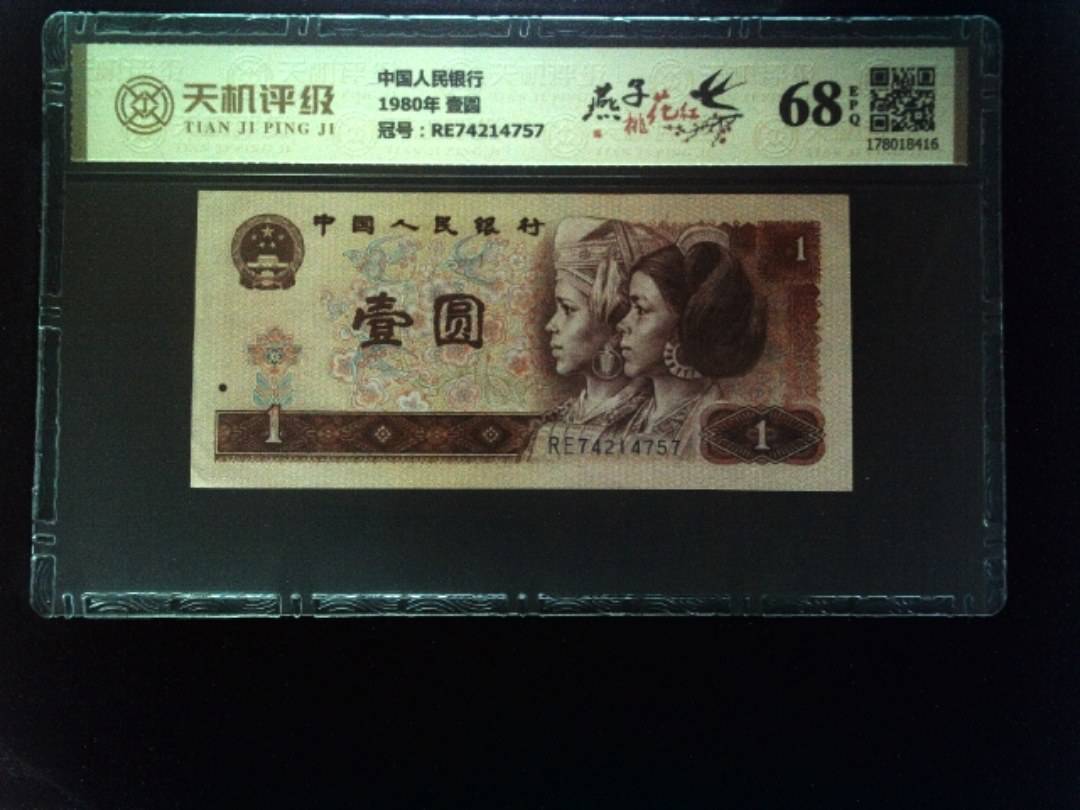 天机评级
TIAN JI PING JI
中国人民银行
1980年 壹圆
冠号：RE74214757
燕子
桃花红
68
EPQ
178018416
中国人民银行
1
壹圆
1
RE74214757
1